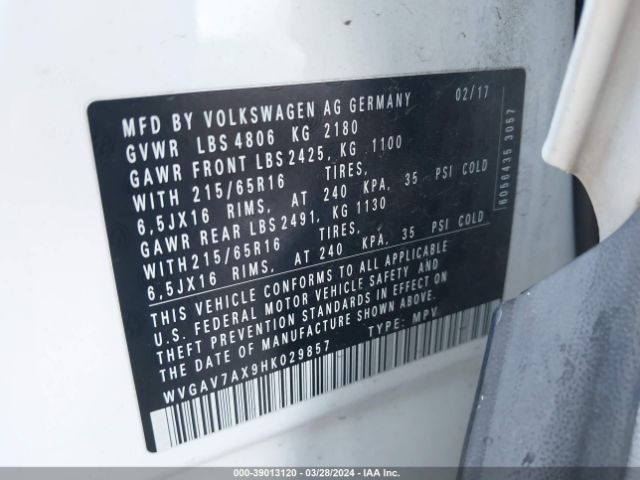 MFD BY VOLKSWAGEN AG GERMANY 02/17
GVWR LBS 4806 KG 2180
GAWR FRONT LBS 2425, KG 1100
WITH 215/65R16 TIRES,
6,5JX16 RIMS, AT 240 KPA, 35 PSI COLD
GAWR REAR LBS 2491, KG 1130
WITH 215/65R16 TIRES,
6,5JX16 RIMS, AT 240 KPA, 35 PSI COLD
THIS VEHICLE CONFORMS TO ALL APPLICABLE
U.S. FEDERAL MOTOR VEHICLE SAFETY AND
THEFT PREVENTION STANDARDS IN EFFECT ON
THE DATE OF MANUFACTURE SHOWN ABOVE.
WVGAV7AX9HK029857 TYPE: MPV
6056435 3057
000-39013120 - 03/28/2024 - IAA Inc.